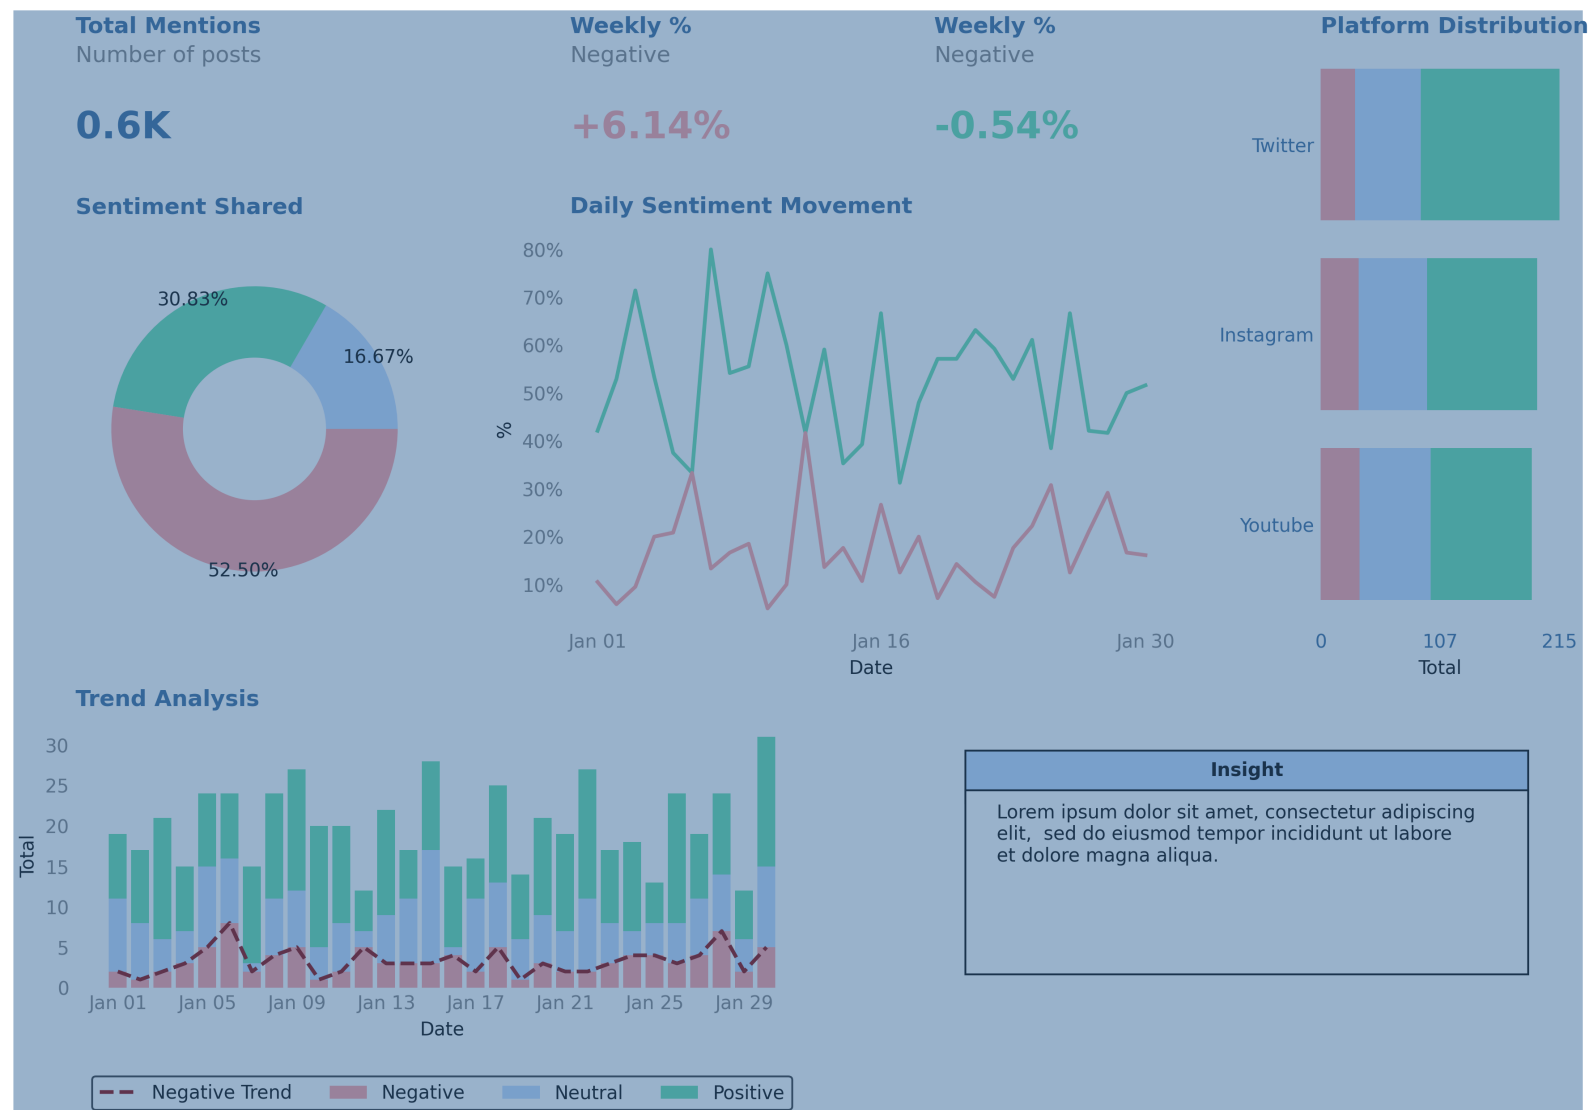 Total Mentions
Number of posts
0.6K
Weekly %
Negative
+6.14%
Weekly %
Negative
-0.54%
Platform Distribution
Twitter
Instagram
Youtube
0 107 215
Total
Sentiment Shared
30.83%
16.67%
52.50%
Daily Sentiment Movement
80%
70%
60%
50%
40%
30%
20%
10%
%
Jan 01 Jan 16 Jan 30
Date
Trend Analysis
30
25
20
15
10
5
0
Total
Jan 01 Jan 05 Jan 09 Jan 13 Jan 17 Jan 21 Jan 25 Jan 29
Date
Negative Trend Negative Neutral Positive
Insight
Lorem ipsum dolor sit amet, consectetur adipiscing
elit,  sed do eiusmod tempor incididunt ut labore
et dolore magna aliqua.